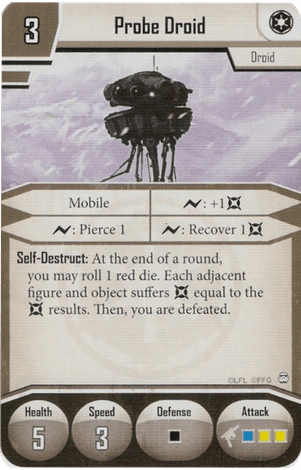 3
Probe Droid
Droid
Mobile
: +1
: Pierce 1
: Recover 1
Self-Destruct: At the end of a round,
you may roll 1 red die. Each adjacent
figure and object suffers equal to the
results. Then, you are defeated.
©LFL ©FFG
Health Speed Defense Attack
5 3